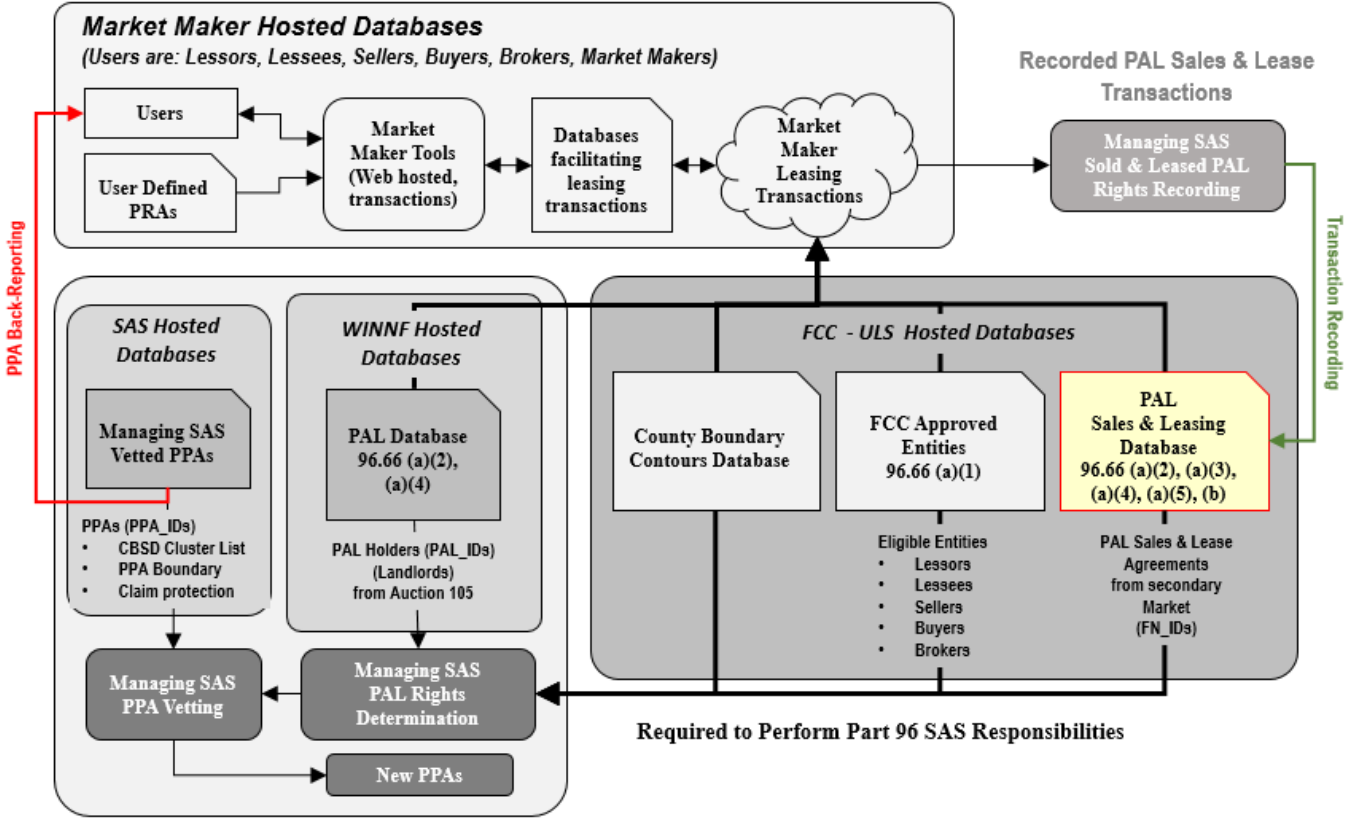 Market Maker Hosted Databases
(Users are: Lessors, Lessees, Sellers, Buyers, Brokers, Market Makers)
Users
User Defined
PRAs
Market
Maker Tools
(Web hosted,
transactions)
Databases
facilitating
leasing
transactions
Market
Maker
Leasing
Transactions
Recorded PAL Sales & Lease
Transactions
Managing SAS
Sold & Leased PAL
Rights Recording
PPA Back-Reporting
Transaction Recording
SAS Hosted
Databases
Managing SAS
Vetted PPAs
PPAs (PPA_IDs)
• CBSD Cluster List
• PPA Boundary
• Claim protection
WINNF Hosted
Databases
PAL Database
96.66 (a)(2),
(a)(4)
PAL Holders (PAL_IDs)
(Landlords)
from Auction 105
FCC - ULS Hosted Databases
County Boundary
Contours Database
FCC Approved
Entities
96.66 (a)(1)
Eligible Entities
• Lessors
• Lessees
• Sellers
• Buyers
• Brokers
PAL
Sales & Leasing
Database
96.66 (a)(2), (a)(3),
(a)(4), (a)(5), (b)
PAL Sales & Lease
Agreements
from secondary
Market
(FN_IDs)
Managing SAS
PPA Vetting
Managing SAS
PAL Rights
Determination
New PPAs
Required to Perform Part 96 SAS Responsibilities